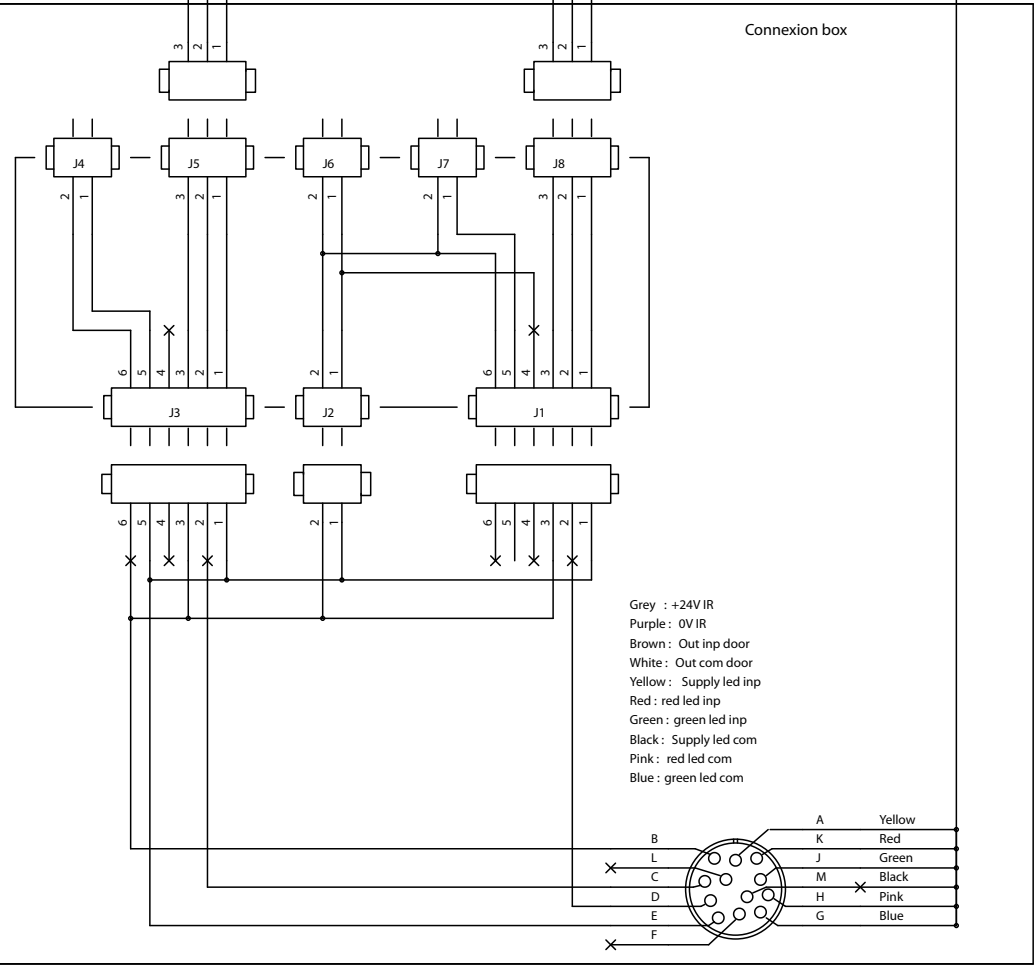 Connexion box
3 2 1
3 2 1
J4 J5 J6 J7 J8
2 1 3 2 1 2 1 2 1 3 2 1
6 5 4 3 2 1 2 1 6 5 4 3 2 1
J3 J2 J1
6 5 4 3 2 1 2 1 6 5 4 3 2 1
Grey : +24V IR
Purple : 0V IR
Brown : Out inp door
White : Out com door
Yellow : Supply led inp
Red : red led inp
Green : green led inp
Black : Supply led com
Pink : red led com
Blue : green led com
A Yellow
B K Red
L J Green
C M Black
D H Pink
E G Blue
F